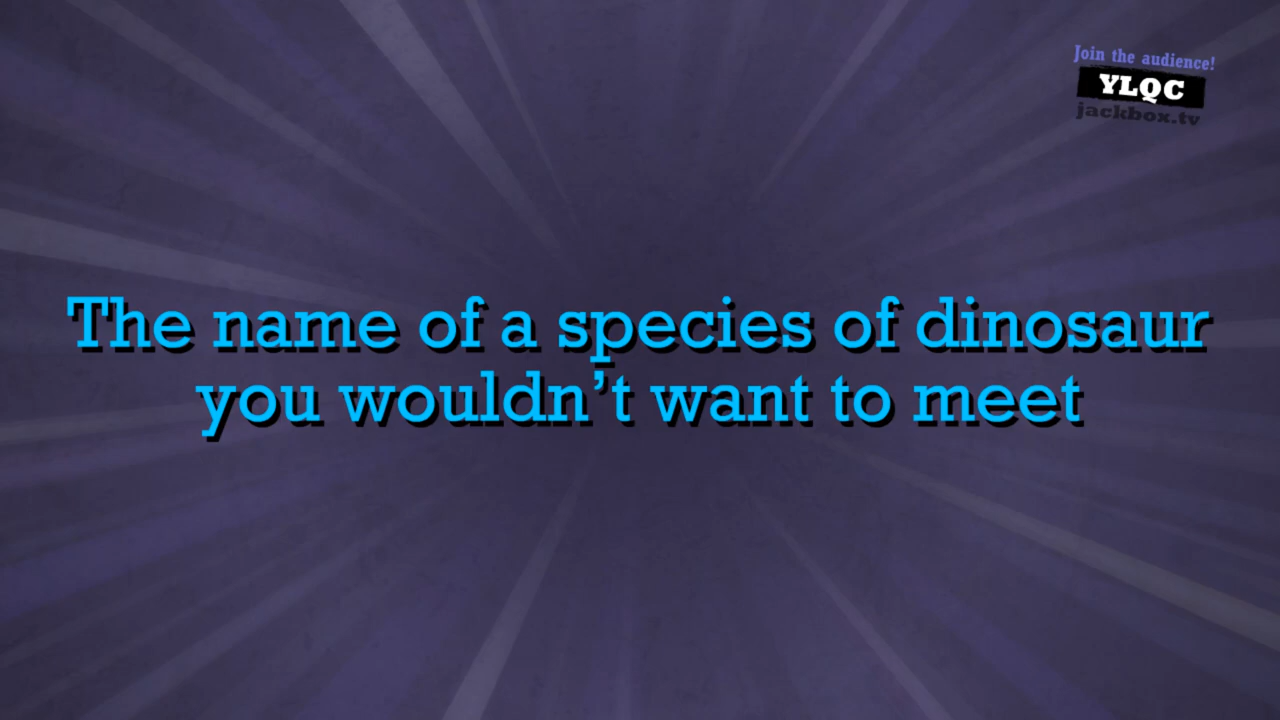 Join the audience!
YLQC
jackbox.tv
The name of a species of dinosaur
you wouldn't want to meet